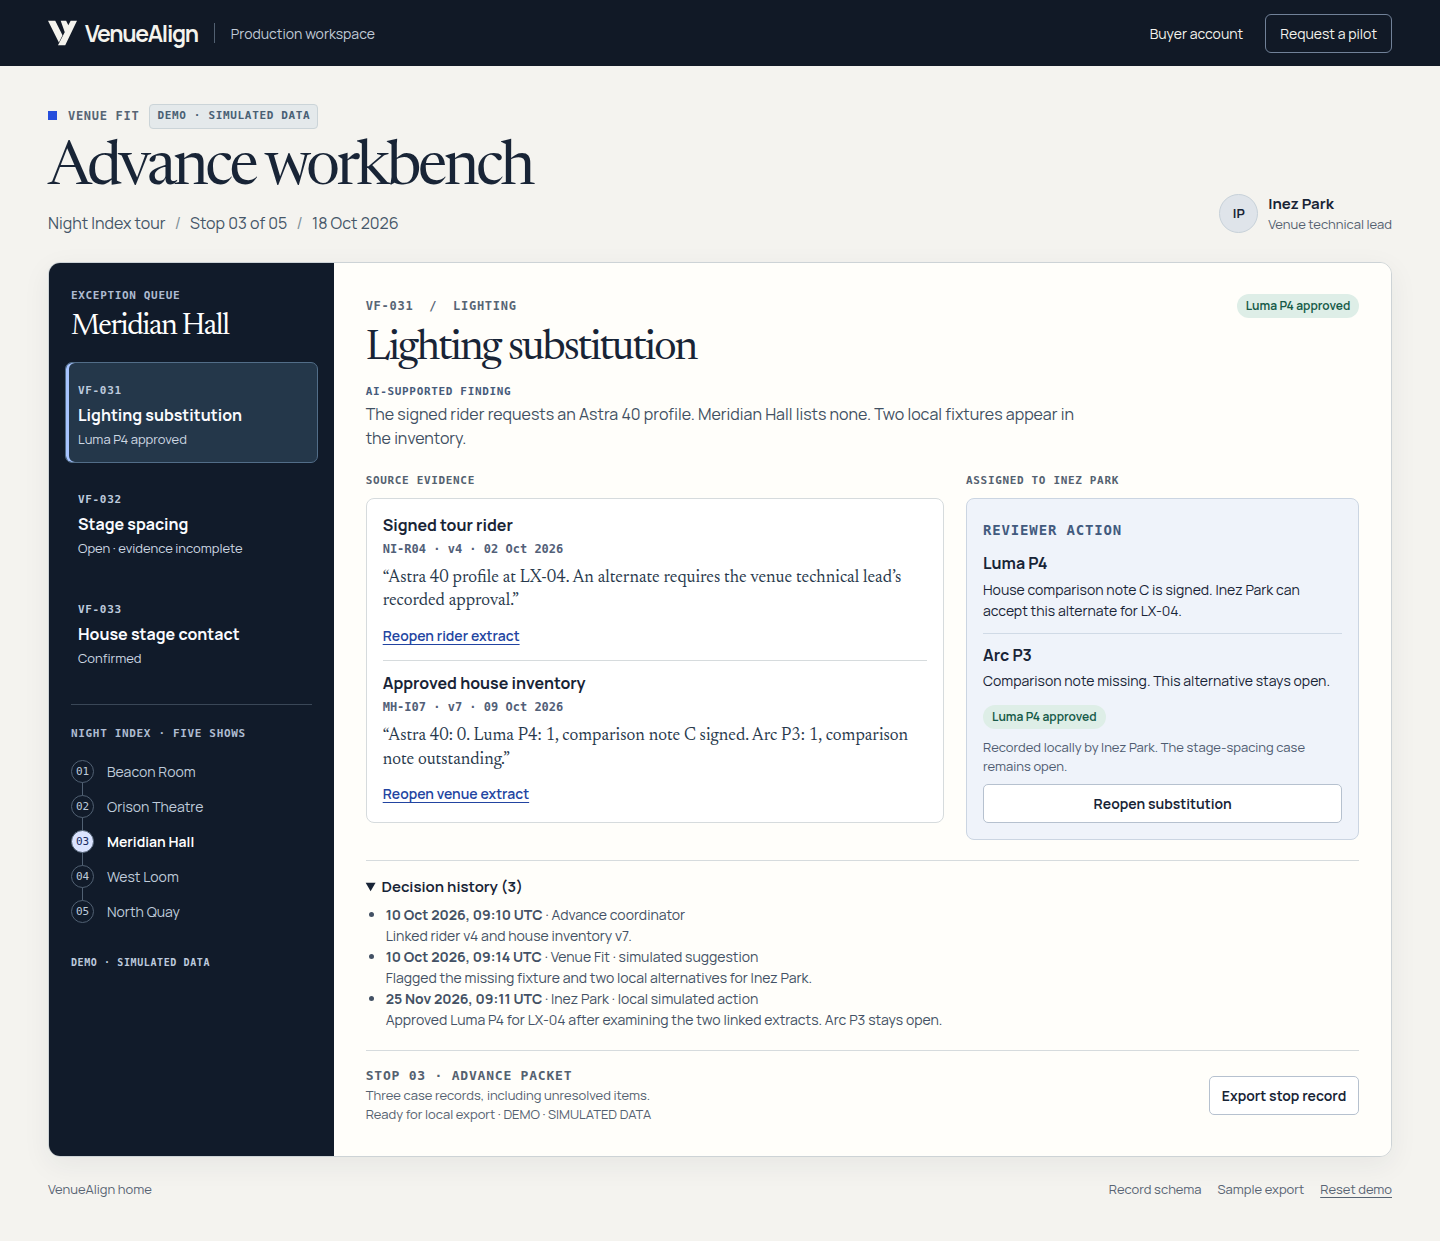 VenueAlign
Production workspace
Buyer account
Request a pilot
VENUE FIT
DEMO · SIMULATED DATA
Advance workbench
Night Index tour / Stop 03 of 05 / 18 Oct 2026
IP
Inez Park
Venue technical lead
EXCEPTION QUEUE
Meridian Hall
VF-031
Lighting substitution
Luma P4 approved
VF-032
Stage spacing
Open · evidence incomplete
VF-033
House stage contact
Confirmed
NIGHT INDEX · FIVE SHOWS
01 Beacon Room
02 Orison Theatre
03 Meridian Hall
04 West Loom
05 North Quay
DEMO · SIMULATED DATA
VF-031 / LIGHTING
Luma P4 approved
Lighting substitution
AI-SUPPORTED FINDING
The signed rider requests an Astra 40 profile. Meridian Hall lists none. Two local fixtures appear in
the inventory.
SOURCE EVIDENCE
Signed tour rider
NI-R04 · v4 · 02 Oct 2026
“Astra 40 profile at LX-04. An alternate requires the venue technical lead’s
recorded approval.”
Reopen rider extract
Approved house inventory
MH-I07 · v7 · 09 Oct 2026
“Astra 40: 0. Luma P4: 1, comparison note C signed. Arc P3: 1, comparison
note outstanding.”
Reopen venue extract
ASSIGNED TO INEZ PARK
REVIEWER ACTION
Luma P4
House comparison note C is signed. Inez Park can
accept this alternate for LX-04.
Arc P3
Comparison note missing. This alternative stays open.
Luma P4 approved
Recorded locally by Inez Park. The stage-spacing case
remains open.
Reopen substitution
▼ Decision history (3)
• 10 Oct 2026, 09:10 UTC · Advance coordinator
Linked rider v4 and house inventory v7.
• 10 Oct 2026, 09:14 UTC · Venue Fit · simulated suggestion
Flagged the missing fixture and two local alternatives for Inez Park.
• 25 Nov 2026, 09:11 UTC · Inez Park · local simulated action
Approved Luma P4 for LX-04 after examining the two linked extracts. Arc P3 stays open.
STOP 03 · ADVANCE PACKET
Three case records, including unresolved items.
Ready for local export · DEMO · SIMULATED DATA
Export stop record
VenueAlign home
Record schema
Sample export
Reset demo